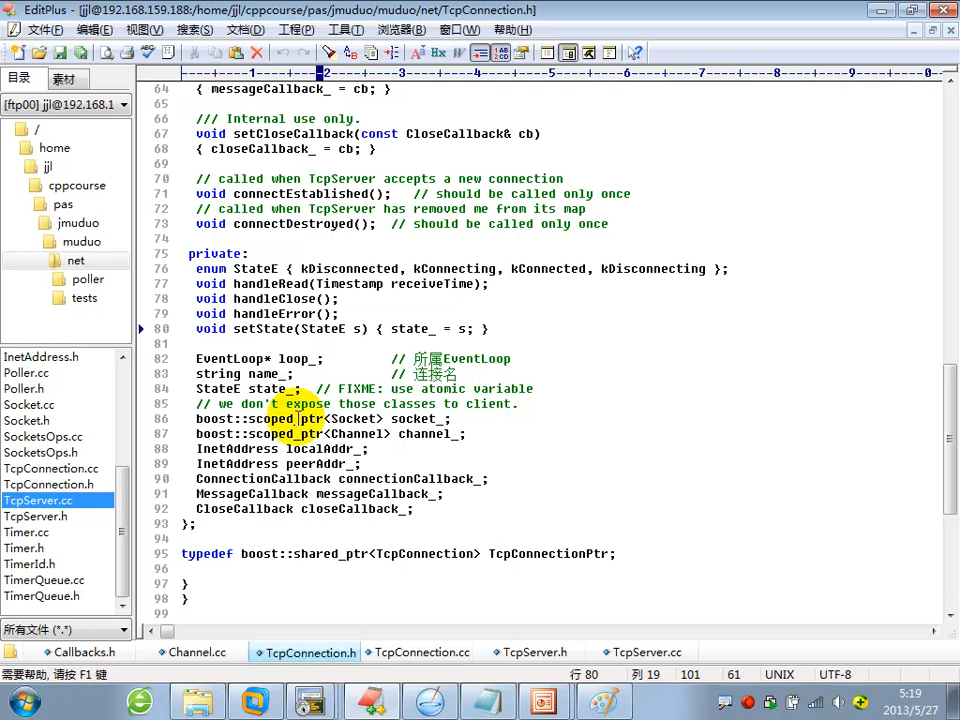 EditPlus - [192.168.159.188:/home/jjl/cppcourse/pas/jmuduo/muduo/net/TcpConnection.h]
文件(F) 编辑(E) 视图(V) 搜索(S) 文档(D) 工程(P) 工具(T) 浏览器(B) 窗口(W) 帮助(H)
目录 素材
----+----1----+----2----+----3----+----4----+----5----+----6----+----7----+----8----+----9----+----0--
[ftp00] jjl@192.168.1
/
home
jjl
cppcourse
pas
jmuduo
muduo
net
poller
tests
InetAddress.h
Poller.cc
Poller.h
Socket.cc
Socket.h
SocketsOps.cc
SocketsOps.h
TcpConnection.cc
TcpConnection.h
TcpServer.cc
TcpServer.h
Timer.cc
Timer.h
TimerId.h
TimerQueue.cc
TimerQueue.h
所有文件 (*.*)
64 { messageCallback_ = cb; }
65
66 /// Internal use only.
67 void setCloseCallback(const CloseCallback& cb)
68 { closeCallback_ = cb; }
69
70 // called when TcpServer accepts a new connection
71 void connectEstablished(); // should be called only once
72 // called when TcpServer has removed me from its map
73 void connectDestroyed(); // should be called only once
74
75 private:
76 enum StateE { kDisconnected, kConnecting, kConnected, kDisconnecting };
77 void handleRead(Timestamp receiveTime);
78 void handleClose();
79 void handleError();
80 void setState(StateE s) { state_ = s; }
81
82 EventLoop* loop_; // 所属EventLoop
83 string name_; // 连接名
84 StateE state_; // FIXME: use atomic variable
85 // we don't expose those classes to client.
86 boost::scoped_ptr<Socket> socket_;
87 boost::scoped_ptr<Channel> channel_;
88 InetAddress localAddr_;
89 InetAddress peerAddr_;
90 ConnectionCallback connectionCallback_;
91 MessageCallback messageCallback_;
92 CloseCallback closeCallback_;
93 };
94
95 typedef boost::shared_ptr<TcpConnection> TcpConnectionPtr;
96
97 }
98 }
99
Callbacks.h Channel.cc TcpConnection.h TcpConnection.cc TcpServer.h TcpServer.cc
需要帮助, 请按 F1 键 行 80 列 19 101 61 UNIX UTF-8
5:19
2013/5/27